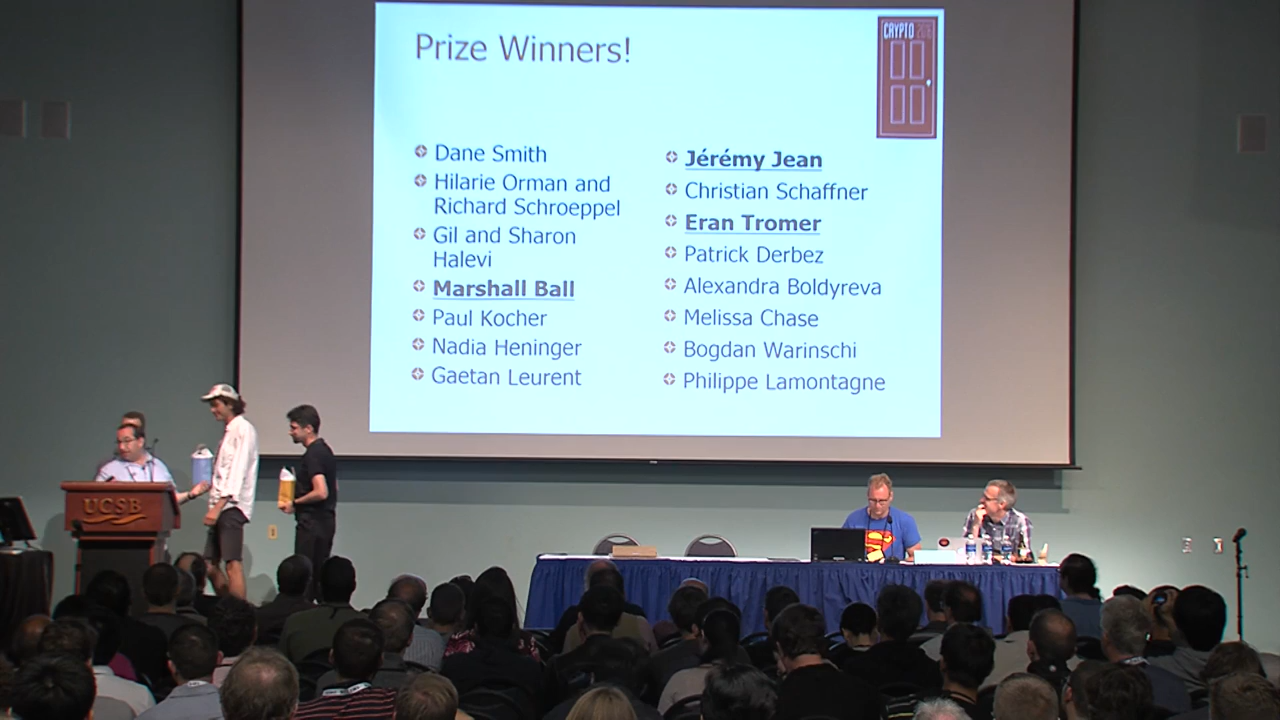 Prize Winners!
CRYPTO 2016
Dane Smith
Hilarie Orman and
Richard Schroeppel
Gil and Sharon
Halevi
Marshall Ball
Paul Kocher
Nadia Heninger
Gaetan Leurent
Jérémy Jean
Christian Schaffner
Eran Tromer
Patrick Derbez
Alexandra Boldyreva
Melissa Chase
Bogdan Warinschi
Philippe Lamontagne
UCSB